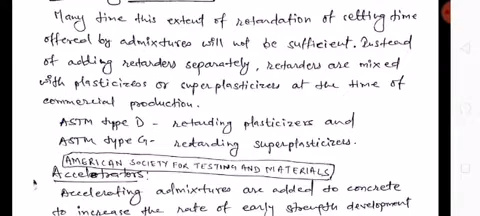 Many time this extent of retardation of setting time
offered by admixtures will not be sufficient. Instead
of adding retarders separately, retarders are mixed
with plasticizers or superplasticizers at the time of
commercial production.
ASTM type D - retarding plasticizers and
ASTM type G - retarding superplasticizers.
AMERICAN SOCIETY FOR TESTING AND MATERIALS
Accelerators:
Accelerating admixtures are added to concrete
to increase the rate of early strength development